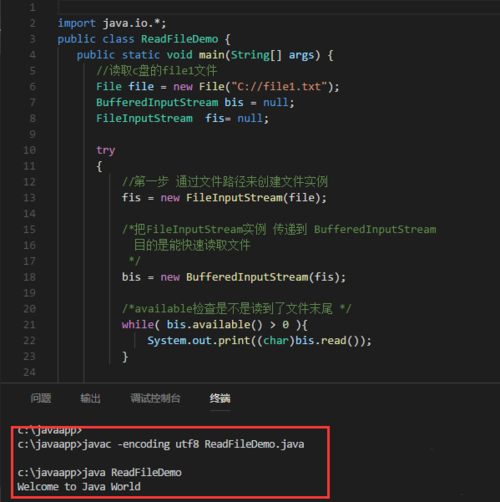 1
2 import java.io.*;
3 public class ReadFileDemo {
4 public static void main(String[] args) {
5 //读取c盘的file1文件
6 File file = new File("C://file1.txt");
7 BufferedInputStream bis = null;
8 FileInputStream  fis= null;
9
10 try
11 {
12 //第一步 通过文件路径来创建文件实例
13 fis = new FileInputStream(file);
14
15 /*把FileInputStream实例 传递到 BufferedInputStream
16 目的是能快速读取文件
17 */
18 bis = new BufferedInputStream(fis);
19
20 /*available检查是不是读到了文件末尾 */
21 while( bis.available() > 0 ){
22 System.out.print((char)bis.read());
23 }
24
问题 输出 调试控制台 终端
c:\javaapp>
c:\javaapp>javac -encoding utf8 ReadFileDemo.java
c:\javaapp>java ReadFileDemo
Welcome to Java World